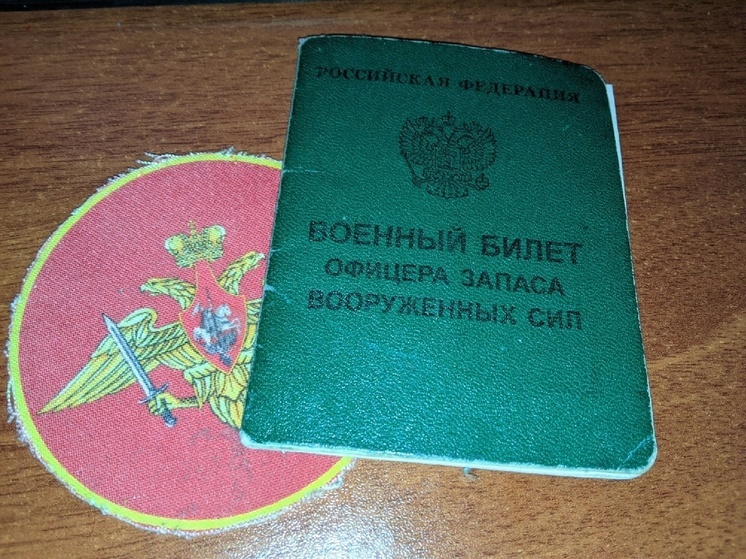 РОССИЙСКАЯ ФЕДЕРАЦИЯ
ВОЕННЫЙ БИЛЕТ
ОФИЦЕРА ЗАПАСА
ВООРУЖЕННЫХ СИЛ